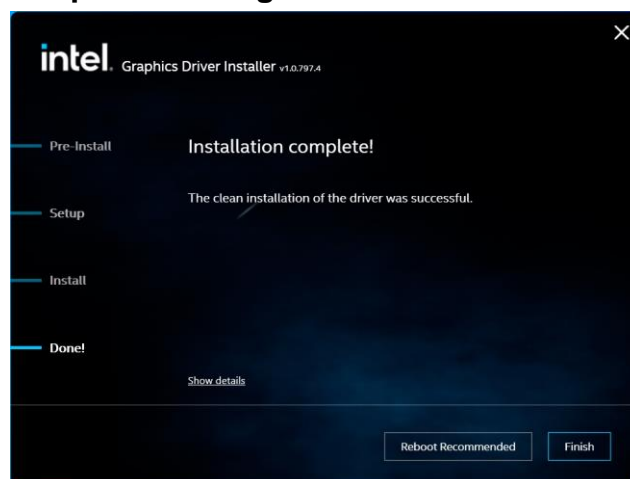 intel. Graphics Driver Installer v1.0.797.4
Pre-Install
Installation complete!
The clean installation of the driver was successful.
Setup
Install
Done!
Show details
Reboot Recommended
Finish